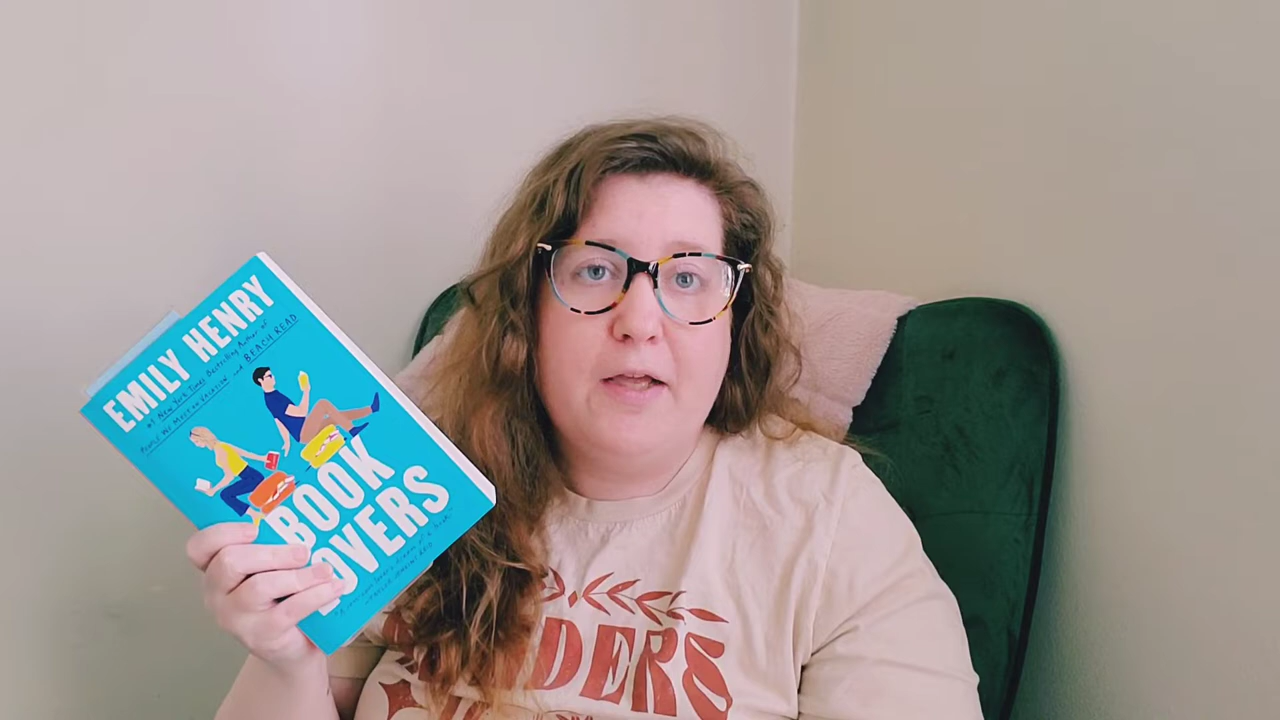 EMILY HENRY
#1 New York Times Bestselling Author of
PEOPLE WE MEET ON VACATION and BEACH READ
BOOK
LOVERS
DERS